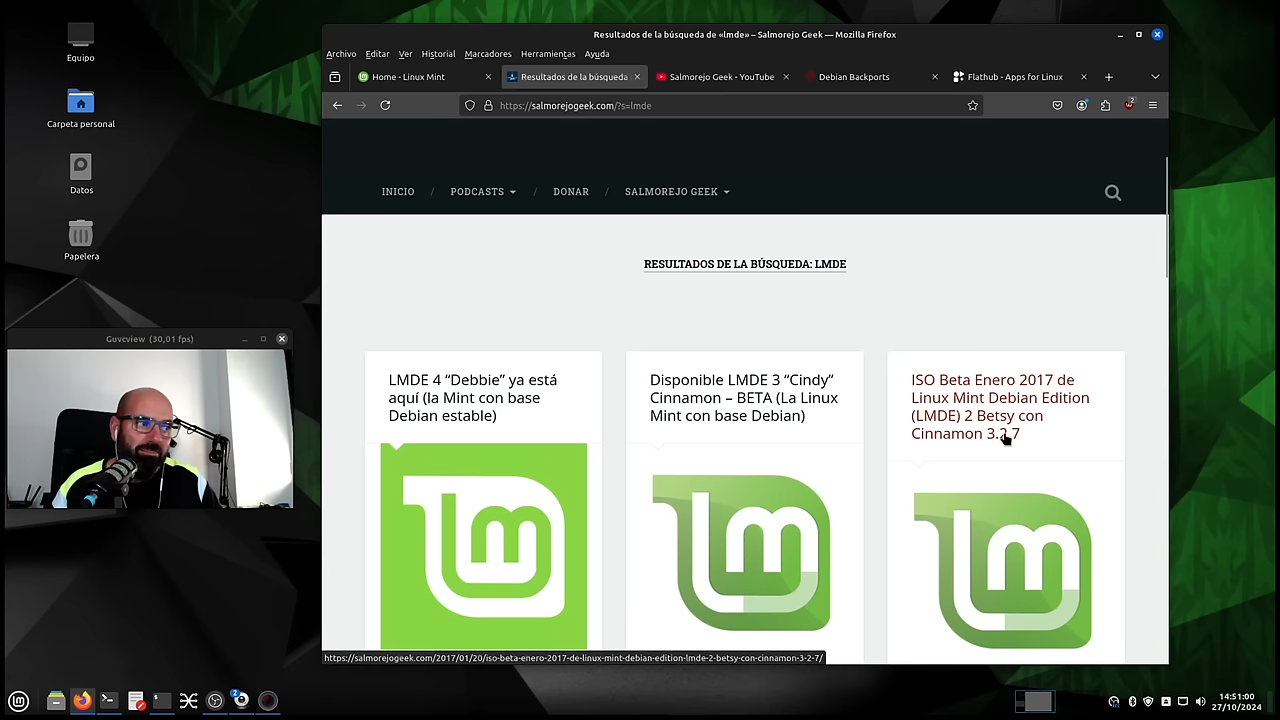 Equipo
Carpeta personal
Datos
Papelera
Guvcview (30,01 fps)
Resultados de la búsqueda de «lmde» – Salmorejo Geek — Mozilla Firefox
Archivo Editar Ver Historial Marcadores Herramientas Ayuda
Home - Linux Mint
Resultados de la búsqueda
Salmorejo Geek - YouTube
Debian Backports
Flathub - Apps for Linux
https://salmorejogeek.com/?s=lmde
INICIO / PODCASTS / DONAR / SALMOREJO GEEK
RESULTADOS DE LA BÚSQUEDA: LMDE
LMDE 4 “Debbie” ya está
aquí (la Mint con base
Debian estable)
Disponible LMDE 3 “Cindy”
Cinnamon – BETA (La Linux
Mint con base Debian)
ISO Beta Enero 2017 de
Linux Mint Debian Edition
(LMDE) 2 Betsy con
Cinnamon 3.2.7
https://salmorejogeek.com/2017/01/20/iso-beta-enero-2017-de-linux-mint-debian-edition-lmde-2-betsy-con-cinnamon-3-2-7/
2
14:51:00
27/10/2024